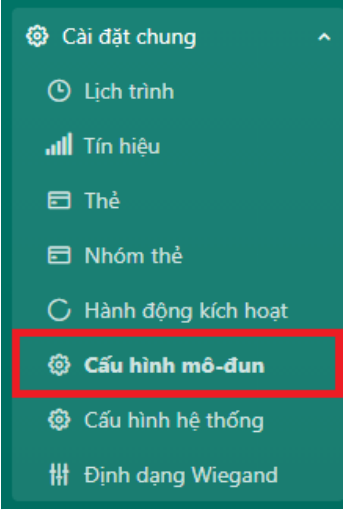 Cài đặt chung
Lịch trình
Tín hiệu
Thẻ
Nhóm thẻ
Hành động kích hoạt
Cấu hình mô-đun
Cấu hình hệ thống
Định dạng Wiegand